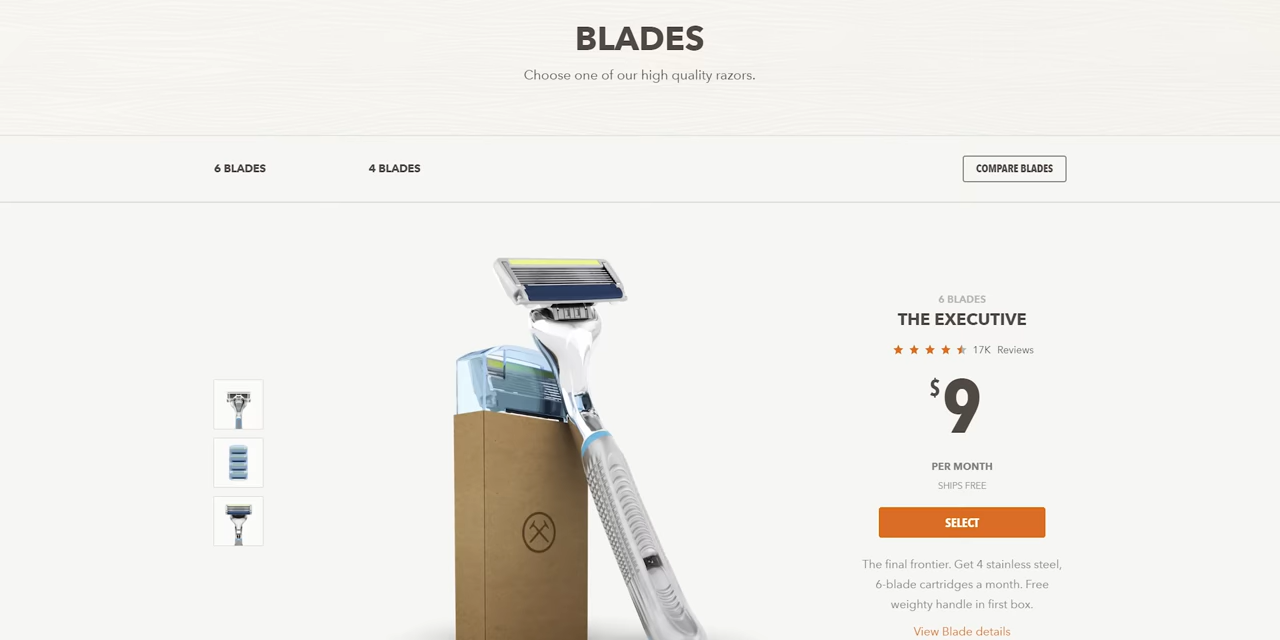 BLADES
Choose one of our high quality razors.
6 BLADES
4 BLADES
COMPARE BLADES
6 BLADES
THE EXECUTIVE
17K Reviews
$9
PER MONTH
SHIPS FREE
SELECT
The final frontier. Get 4 stainless steel,
6-blade cartridges a month. Free
weighty handle in first box.
View Blade details